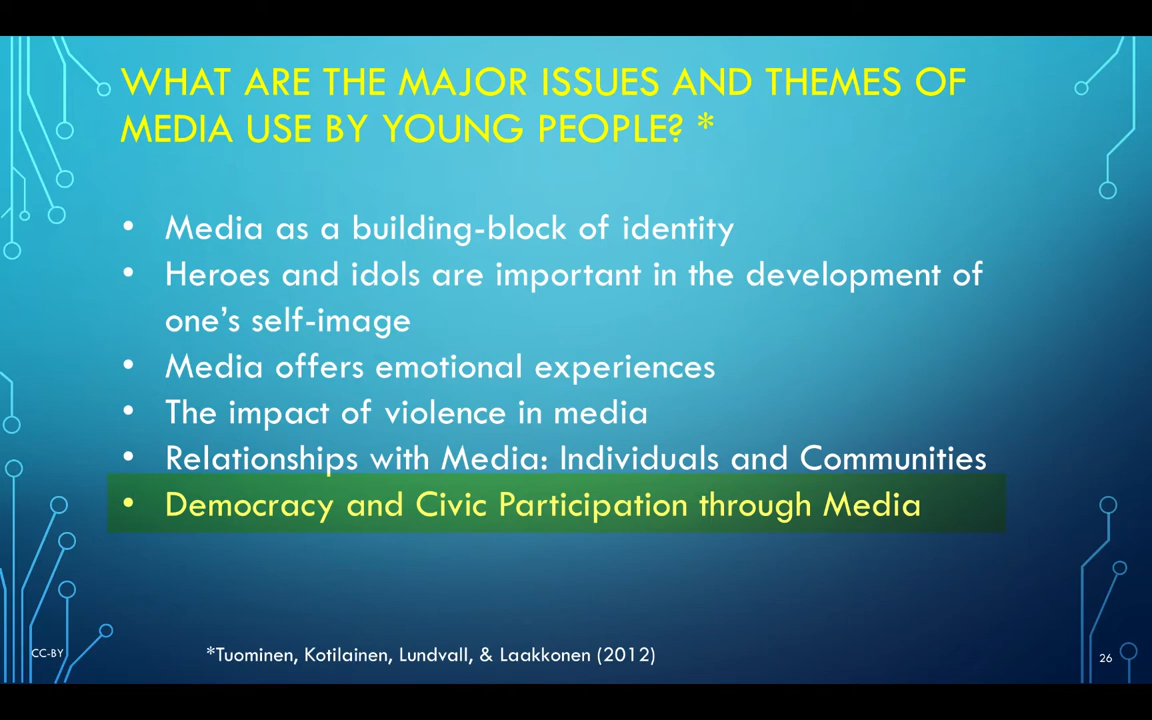 WHAT ARE THE MAJOR ISSUES AND THEMES OF
MEDIA USE BY YOUNG PEOPLE? *
• Media as a building-block of identity
• Heroes and idols are important in the development of
one’s self-image
• Media offers emotional experiences
• The impact of violence in media
• Relationships with Media: Individuals and Communities
• Democracy and Civic Participation through Media
CC-BY
*Tuominen, Kotilainen, Lundvall, & Laakkonen (2012)
26